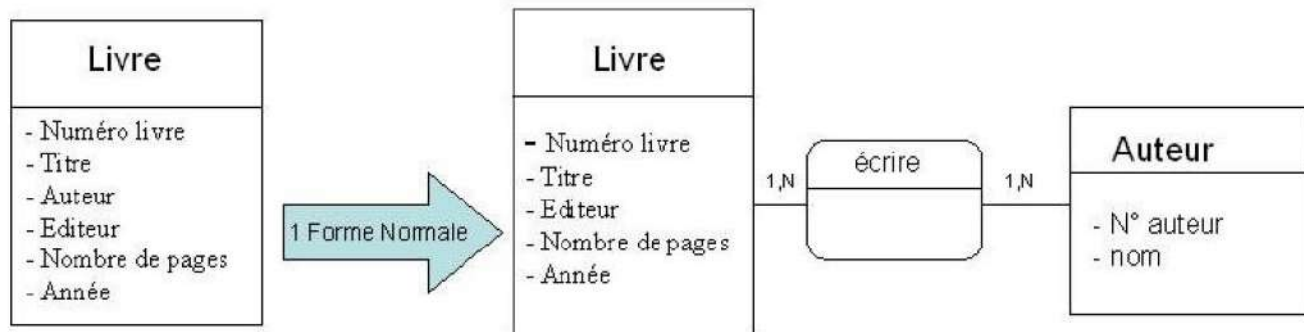 Livre
- Numéro livre
- Titre
- Auteur
- Editeur
- Nombre de pages
- Année
1 Forme Normale
Livre
- Numéro livre
- Titre
- Editeur
- Nombre de pages
- Année
1,N
écrire
1,N
Auteur
- N° auteur
- nom